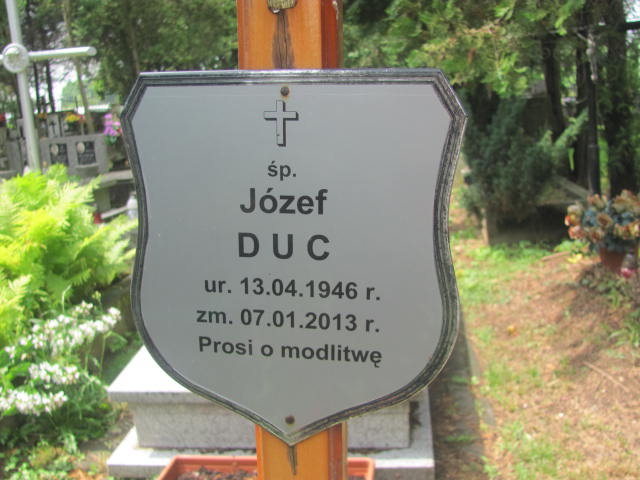 śp.
Józef
DUC
ur. 13.04.1946 r.
zm. 07.01.2013 r.
Prosi o modlitwę